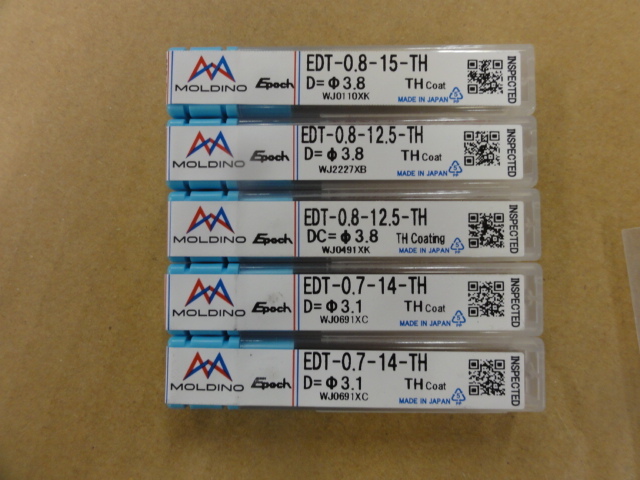 MOLDINO
Epoch
EDT-0.8-15-TH
D=Φ3.8 TH Coat
WJ0110XK
MADE IN JAPAN
INSPECTED
MOLDINO
Epoch
EDT-0.8-12.5-TH
D=Φ3.8 TH Coat
WJ2227XB
MADE IN JAPAN
INSPECTED
MOLDINO
Epoch
EDT-0.8-12.5-TH
DC=Φ3.8 TH Coating
WJ0491XK
MADE IN JAPAN
INSPECTED
MOLDINO
Epoch
EDT-0.7-14-TH
D=Φ3.1 TH Coat
WJ0691XC
MADE IN JAPAN
INSPECTED
MOLDINO
Epoch
EDT-0.7-14-TH
D=Φ3.1 TH Coat
WJ0691XC
MADE IN JAPAN
INSPECTED